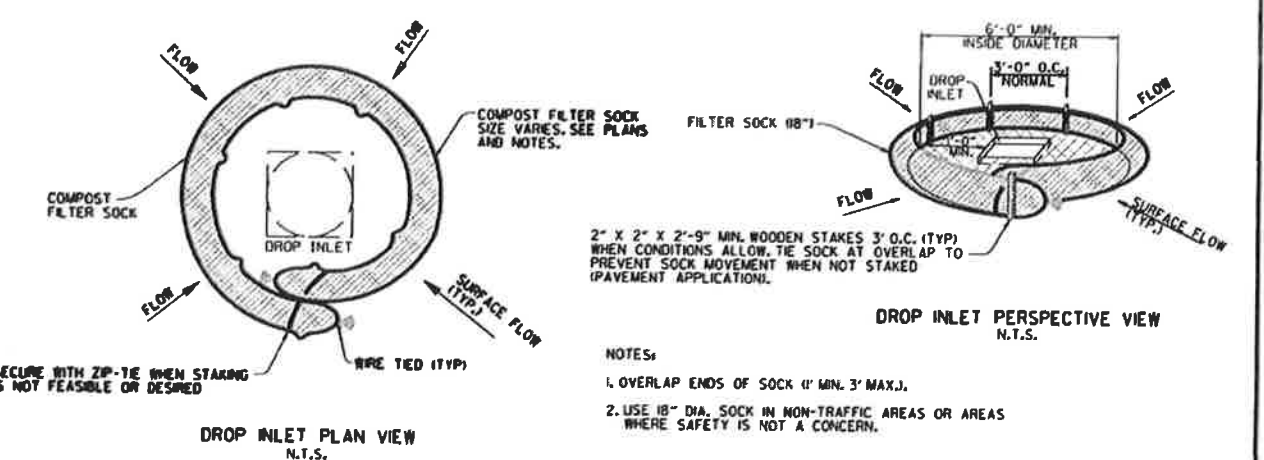 FLOW
FLOW
COMPOST FILTER SOCK
SIZE VARIES. SEE PLANS
AND NOTES.
COMPOST
FILTER SOCK
DROP INLET
FLOW
SURFACE FLOW
(TYP.)
WIRE TIED (TYP)
ECURE WITH ZIP-TIE WHEN STAKING
S NOT FEASIBLE OR DESIRED
DROP INLET PLAN VIEW
N.T.S.
6'-0" MIN.
INSIDE DIAMETER
3'-0" O.C.
NORMAL
FLOW
DROP
INLET
FLOW
FILTER SOCK (18")
MIN.
FLOW
SURFACE FLOW
(TYP.)
2" X 2" X 2'-9" MIN. WOODEN STAKES 3' O.C. (TYP)
WHEN CONDITIONS ALLOW. TIE SOCK AT OVERLAP TO
PREVENT SOCK MOVEMENT WHEN NOT STAKED
(PAVEMENT APPLICATION).
DROP INLET PERSPECTIVE VIEW
N.T.S.
NOTES:
1. OVERLAP ENDS OF SOCK (1' MIN. 3' MAX.).
2. USE 18" DIA. SOCK IN NON-TRAFFIC AREAS OR AREAS
WHERE SAFETY IS NOT A CONCERN.